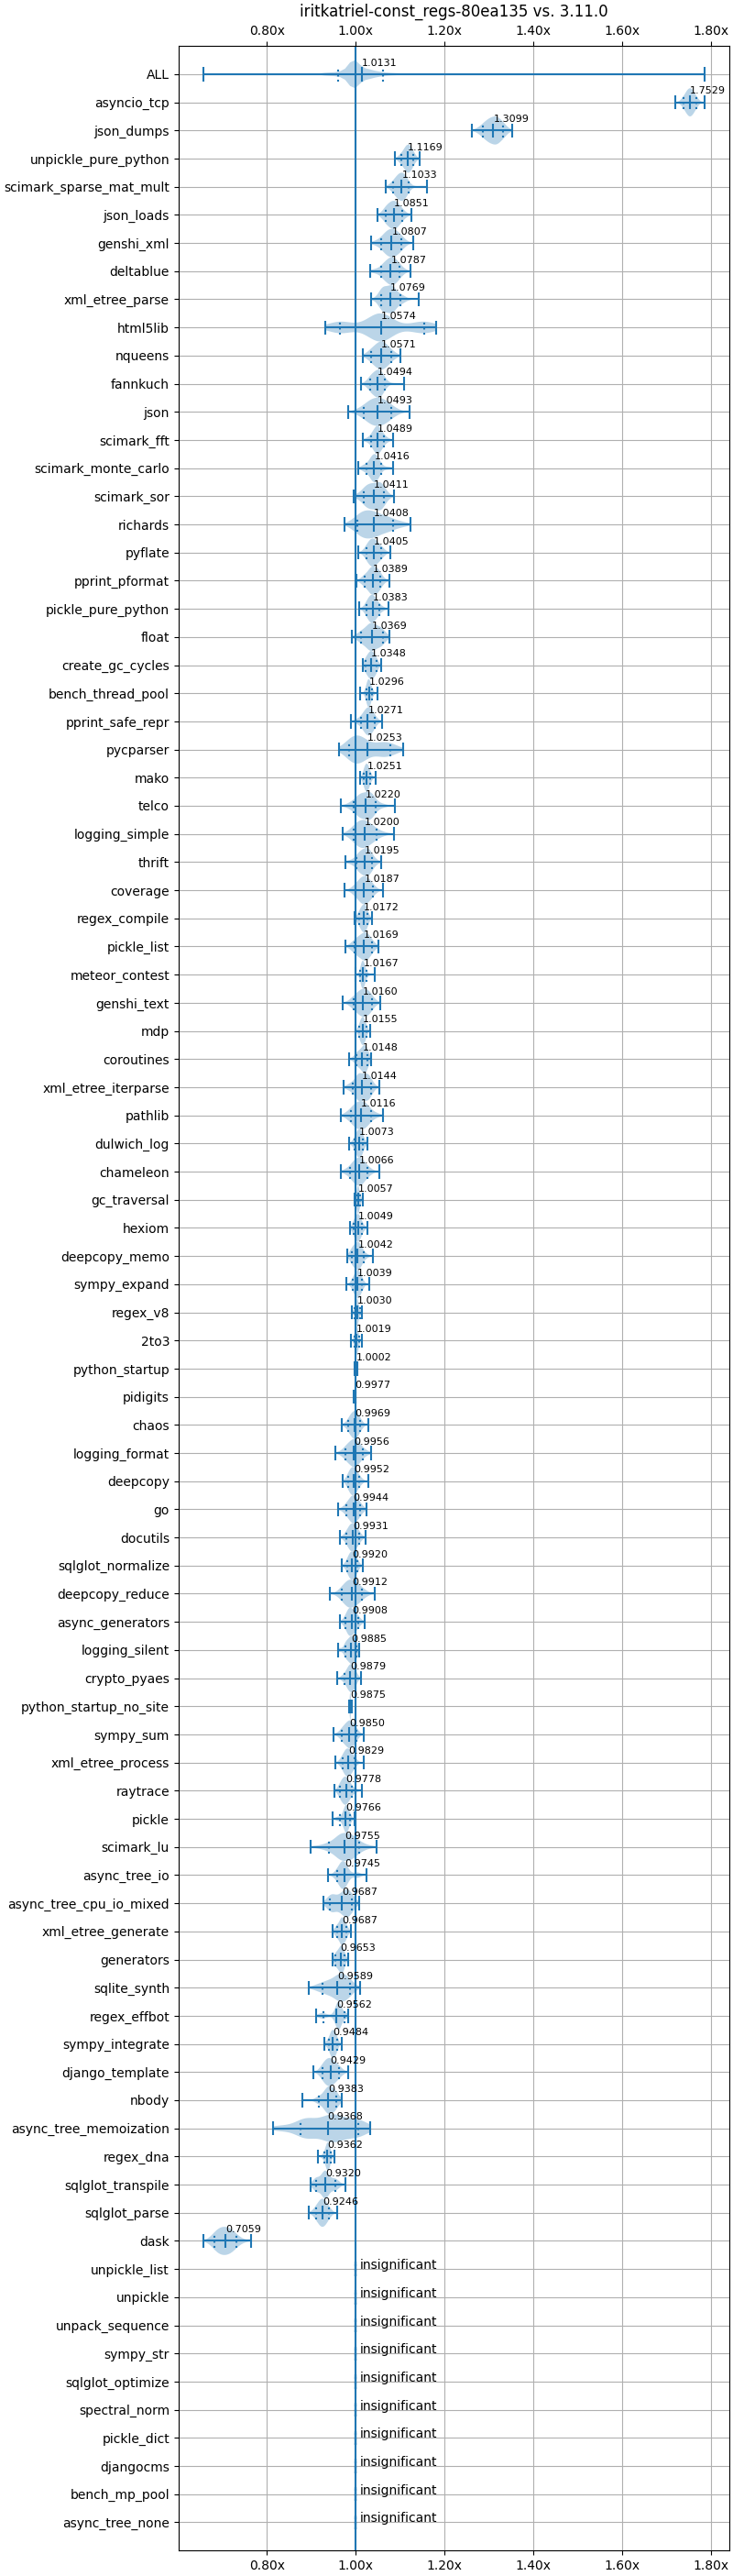 iritkatriel-const_regs-80ea135 vs. 3.11.0
0.80x 1.00x 1.20x 1.40x 1.60x 1.80x
ALL 1.0131
asyncio_tcp 1.7529
json_dumps 1.3099
unpickle_pure_python 1.1169
scimark_sparse_mat_mult 1.1033
json_loads 1.0851
genshi_xml 1.0807
deltablue 1.0787
xml_etree_parse 1.0769
html5lib 1.0574
nqueens 1.0571
fannkuch 1.0494
json 1.0493
scimark_fft 1.0489
scimark_monte_carlo 1.0416
scimark_sor 1.0411
richards 1.0408
pyflate 1.0405
pprint_pformat 1.0389
pickle_pure_python 1.0383
float 1.0369
create_gc_cycles 1.0348
bench_thread_pool 1.0296
pprint_safe_repr 1.0271
pycparser 1.0253
mako 1.0251
telco 1.0220
logging_simple 1.0200
thrift 1.0195
coverage 1.0187
regex_compile 1.0172
pickle_list 1.0169
meteor_contest 1.0167
genshi_text 1.0160
mdp 1.0155
coroutines 1.0148
xml_etree_iterparse 1.0144
pathlib 1.0116
dulwich_log 1.0073
chameleon 1.0066
gc_traversal 1.0057
hexiom 1.0049
deepcopy_memo 1.0042
sympy_expand 1.0039
regex_v8 1.0030
2to3 1.0019
python_startup 1.0002
pidigits 0.9977
chaos 0.9969
logging_format 0.9956
deepcopy 0.9952
go 0.9944
docutils 0.9931
sqlglot_normalize 0.9920
deepcopy_reduce 0.9912
async_generators 0.9908
logging_silent 0.9885
crypto_pyaes 0.9879
python_startup_no_site 0.9875
sympy_sum 0.9850
xml_etree_process 0.9829
raytrace 0.9778
pickle 0.9766
scimark_lu 0.9755
async_tree_io 0.9745
async_tree_cpu_io_mixed 0.9687
xml_etree_generate 0.9687
generators 0.9653
sqlite_synth 0.9589
regex_effbot 0.9562
sympy_integrate 0.9484
django_template 0.9429
nbody 0.9383
async_tree_memoization 0.9368
regex_dna 0.9362
sqlglot_transpile 0.9320
sqlglot_parse 0.9246
dask 0.7059
unpickle_list insignificant
unpickle insignificant
unpack_sequence insignificant
sympy_str insignificant
sqlglot_optimize insignificant
spectral_norm insignificant
pickle_dict insignificant
djangocms insignificant
bench_mp_pool insignificant
async_tree_none insignificant
0.80x 1.00x 1.20x 1.40x 1.60x 1.80x